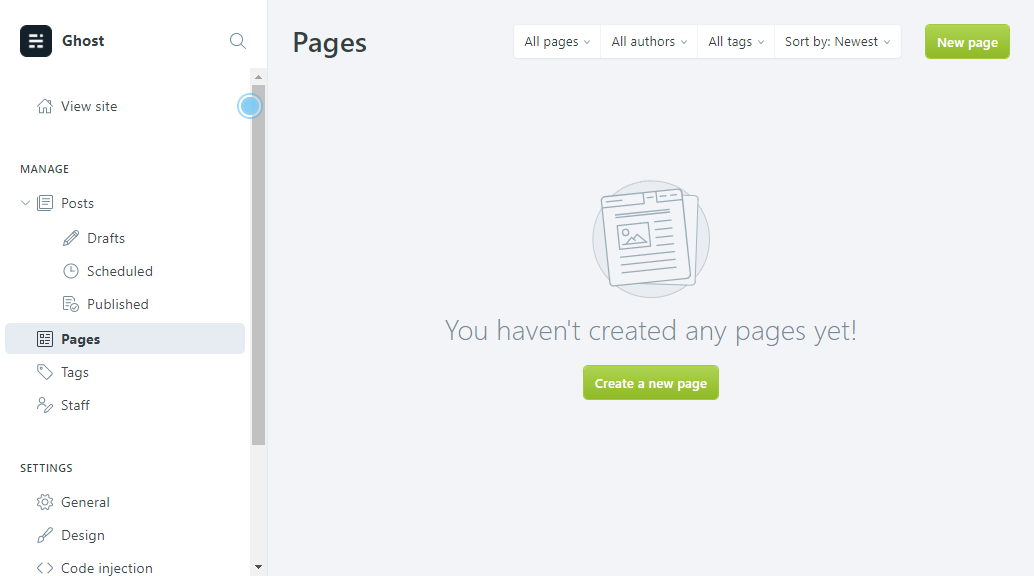 Ghost
View site
MANAGE
Posts
Drafts
Scheduled
Published
Pages
Tags
Staff
SETTINGS
General
Design
Code injection
Pages
All pages
All authors
All tags
Sort by: Newest
New page
You haven't created any pages yet!
Create a new page